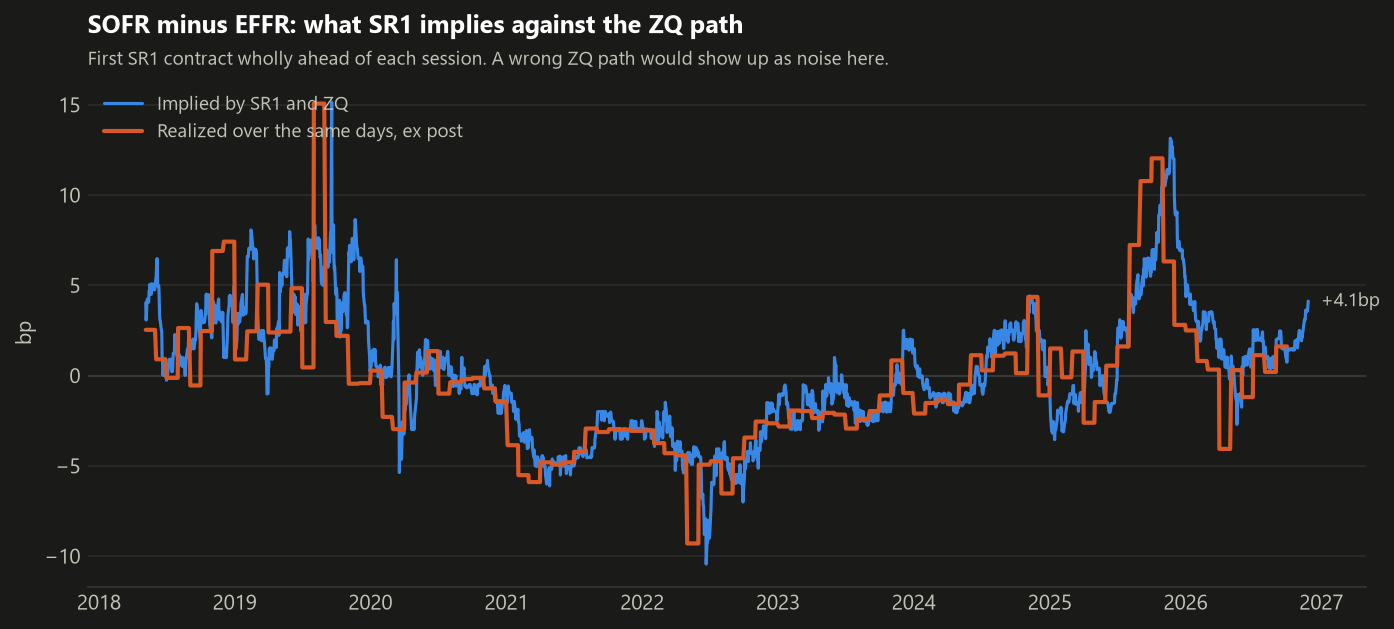 SOFR minus EFFR: what SR1 implies against the ZQ path
First SR1 contract wholly ahead of each session. A wrong ZQ path would show up as noise here.
Implied by SR1 and ZQ
Realized over the same days, ex post
bp
15
10
5
0
−5
−10
+4.1bp
2018 2019 2020 2021 2022 2023 2024 2025 2026 2027